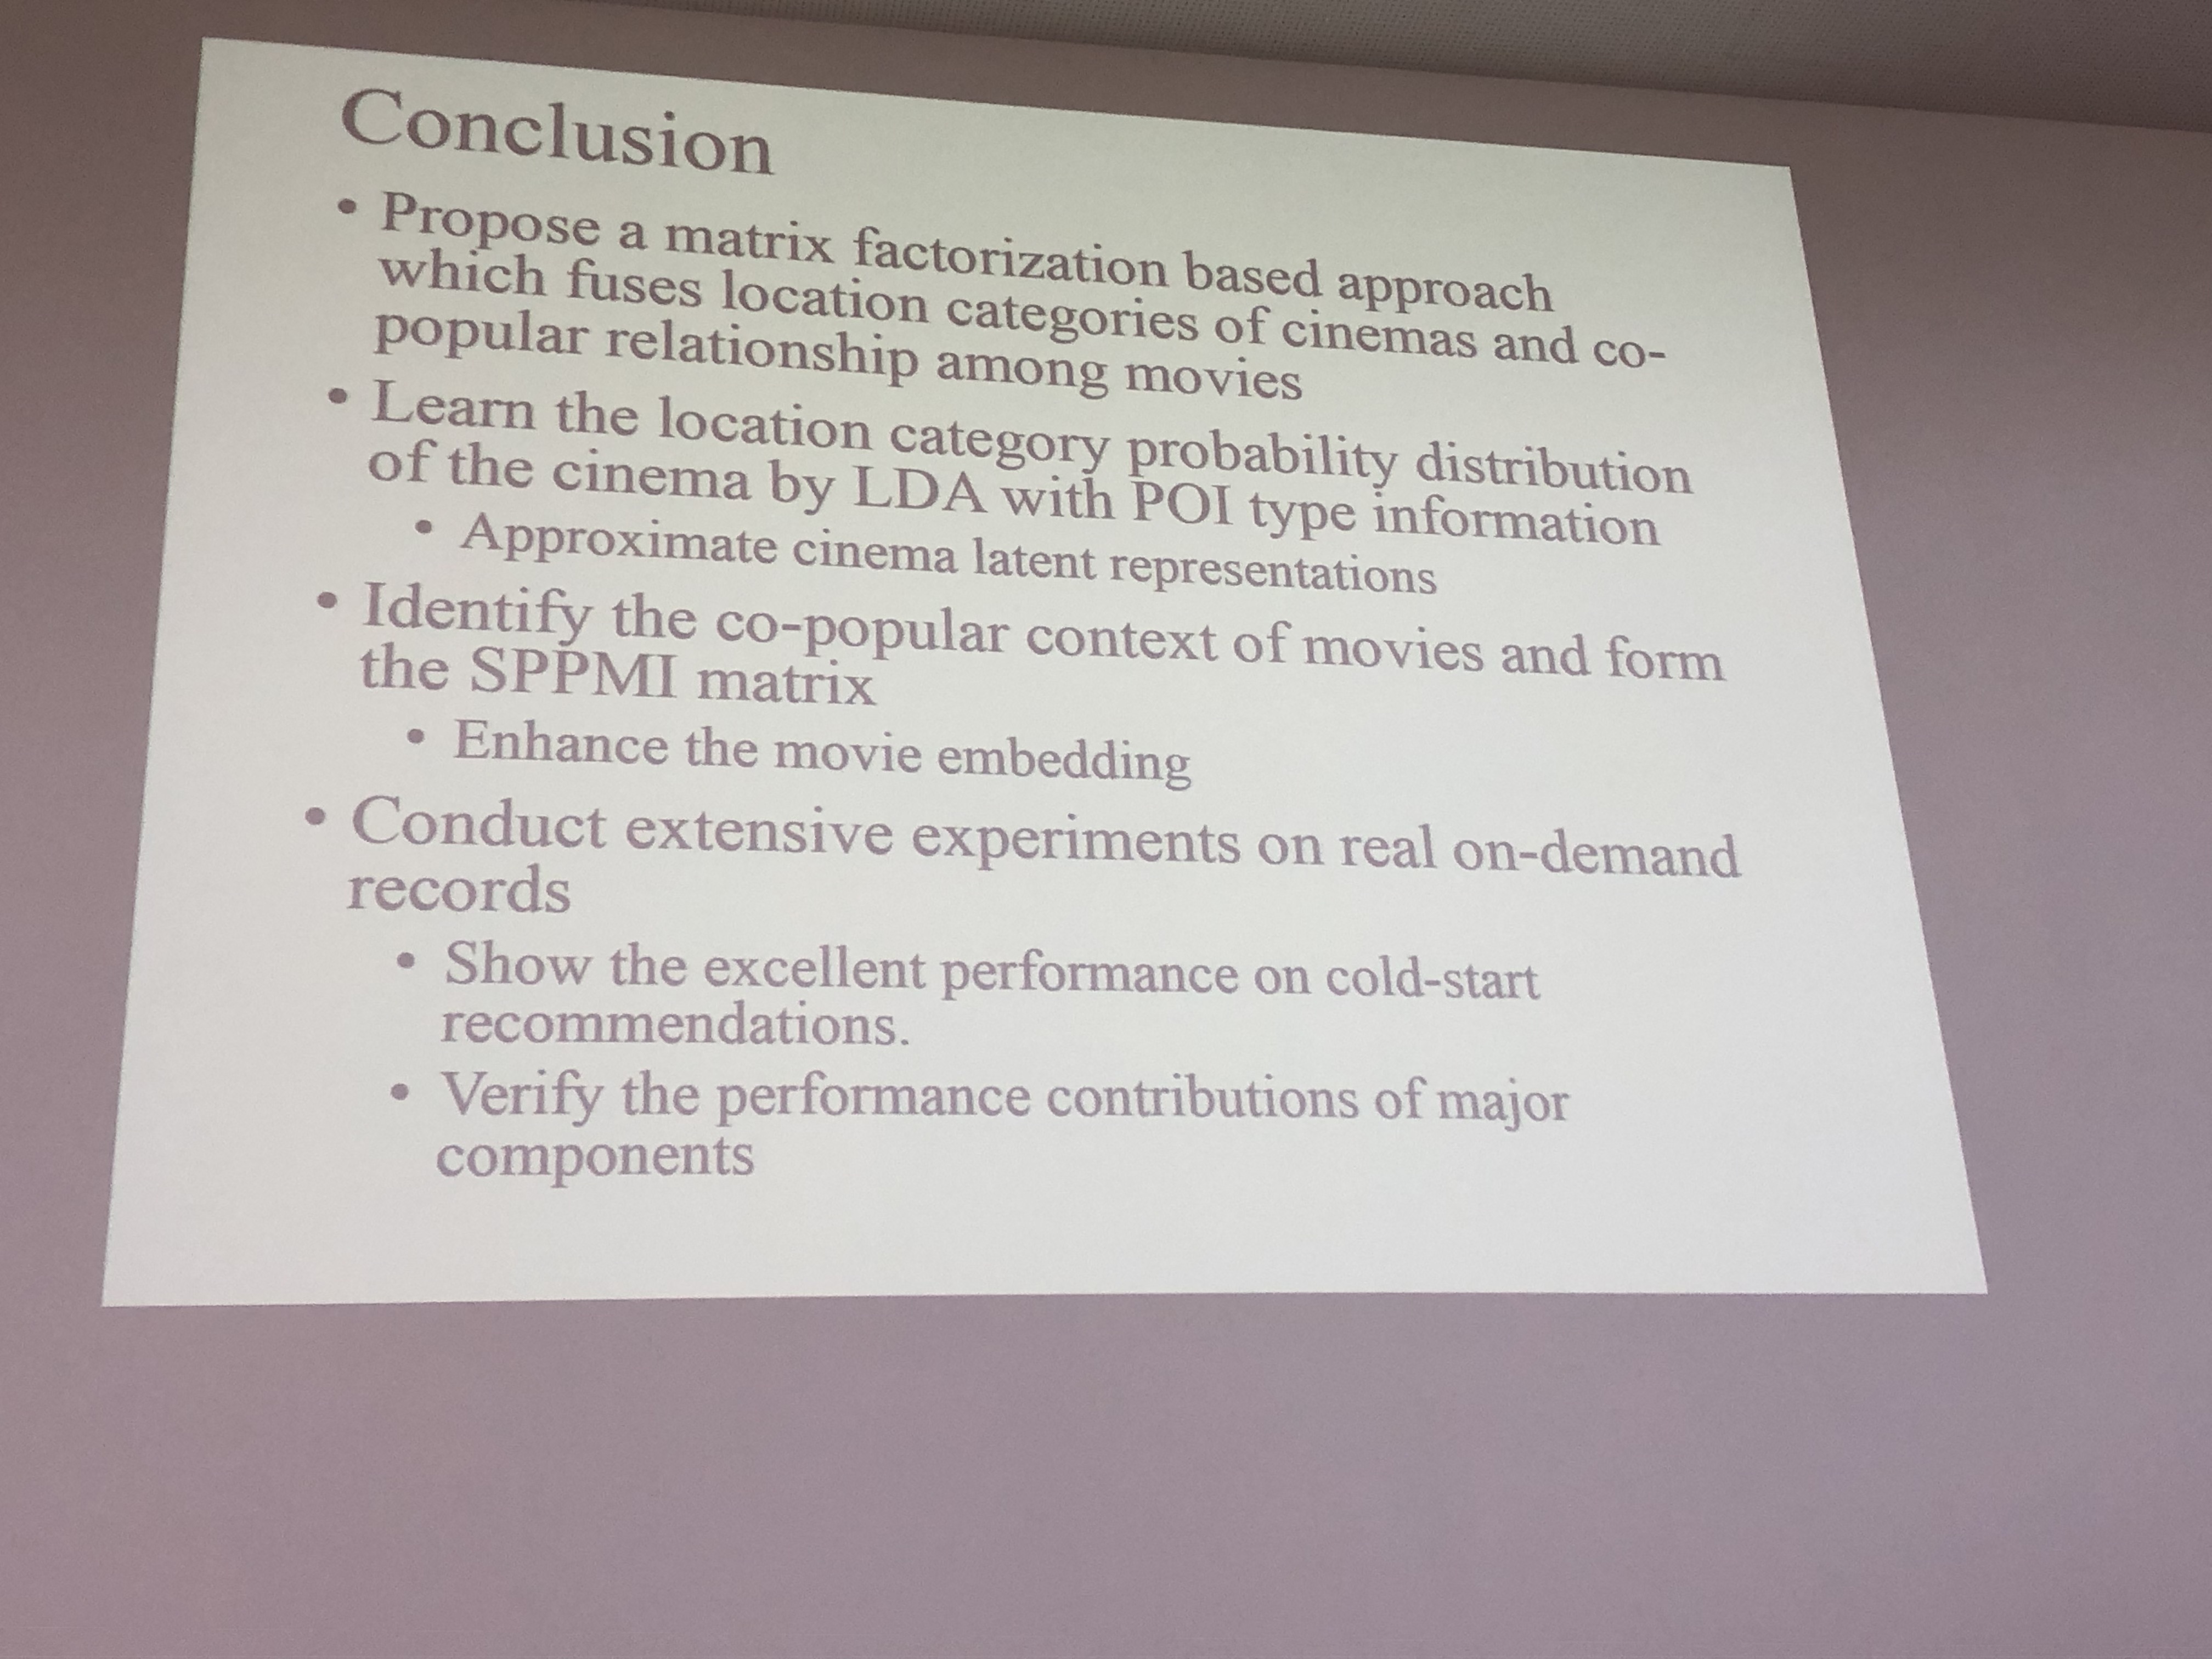 Conclusion
• Propose a matrix factorization based approach
which fuses location categories of cinemas and co-
popular relationship among movies
• Learn the location category probability distribution
of the cinema by LDA with POI type information
• Approximate cinema latent representations
• Identify the co-popular context of movies and form
the SPPMI matrix
• Enhance the movie embedding
• Conduct extensive experiments on real on-demand
records
• Show the excellent performance on cold-start
recommendations.
• Verify the performance contributions of major
components